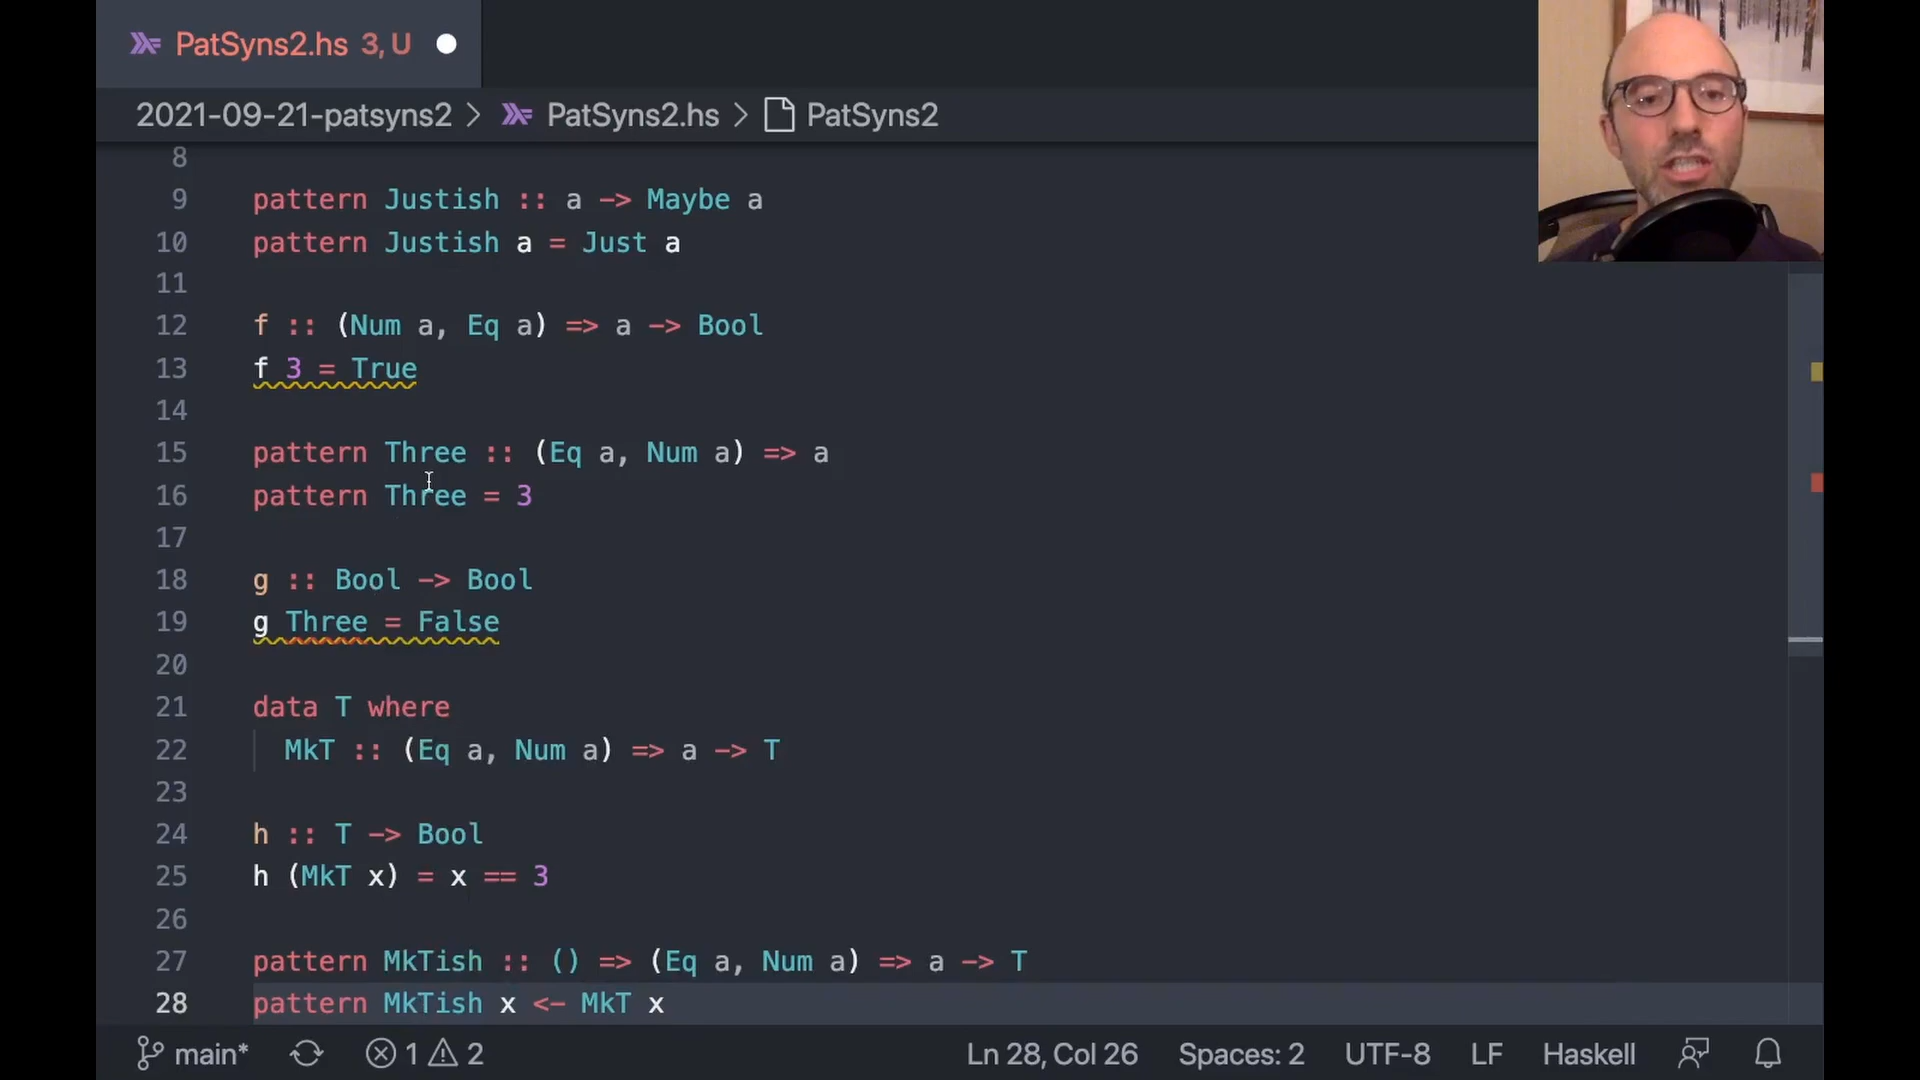 PatSyns2.hs 3, U
2021-09-21-patsyns2 > PatSyns2.hs > PatSyns2
8
9 pattern Justish :: a -> Maybe a
10 pattern Justish a = Just a
11
12 f :: (Num a, Eq a) => a -> Bool
13 f 3 = True
14
15 pattern Three :: (Eq a, Num a) => a
16 pattern Three = 3
17
18 g :: Bool -> Bool
19 g Three = False
20
21 data T where
22 MkT :: (Eq a, Num a) => a -> T
23
24 h :: T -> Bool
25 h (MkT x) = x == 3
26
27 pattern MkTish :: () => (Eq a, Num a) => a -> T
28 pattern MkTish x <- MkT x
main* 1 2 Ln 28, Col 26 Spaces: 2 UTF-8 LF Haskell